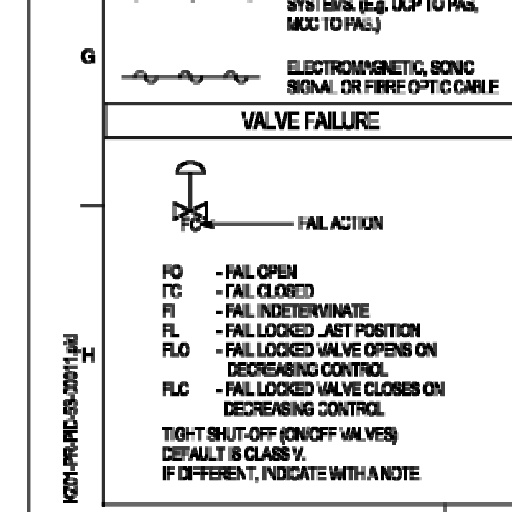 SYSTEMS. (E.g. UCP TO PAS,
MCC TO PAS.)
G
ELECTROMAGNETIC, SONIC
SIGNAL OR FIBRE OPTIC CABLE
VALVE FAILURE
FC
FAIL ACTION
FO - FAIL OPEN
FC - FAIL CLOSED
FI - FAIL INDETERMINATE
FL - FAIL LOCKED LAST POSITION
FLO - FAIL LOCKED VALVE OPENS ON
DECREASING CONTROL
H
FLC - FAIL LOCKED VALVE CLOSES ON
DECREASING CONTROL
TIGHT SHUT-OFF (ON/OFF VALVES)
DEFAULT IS CLASS V.
IF DIFFERENT, INDICATE WITH A NOTE.
KZ01-PR-PID-53-00011.pid